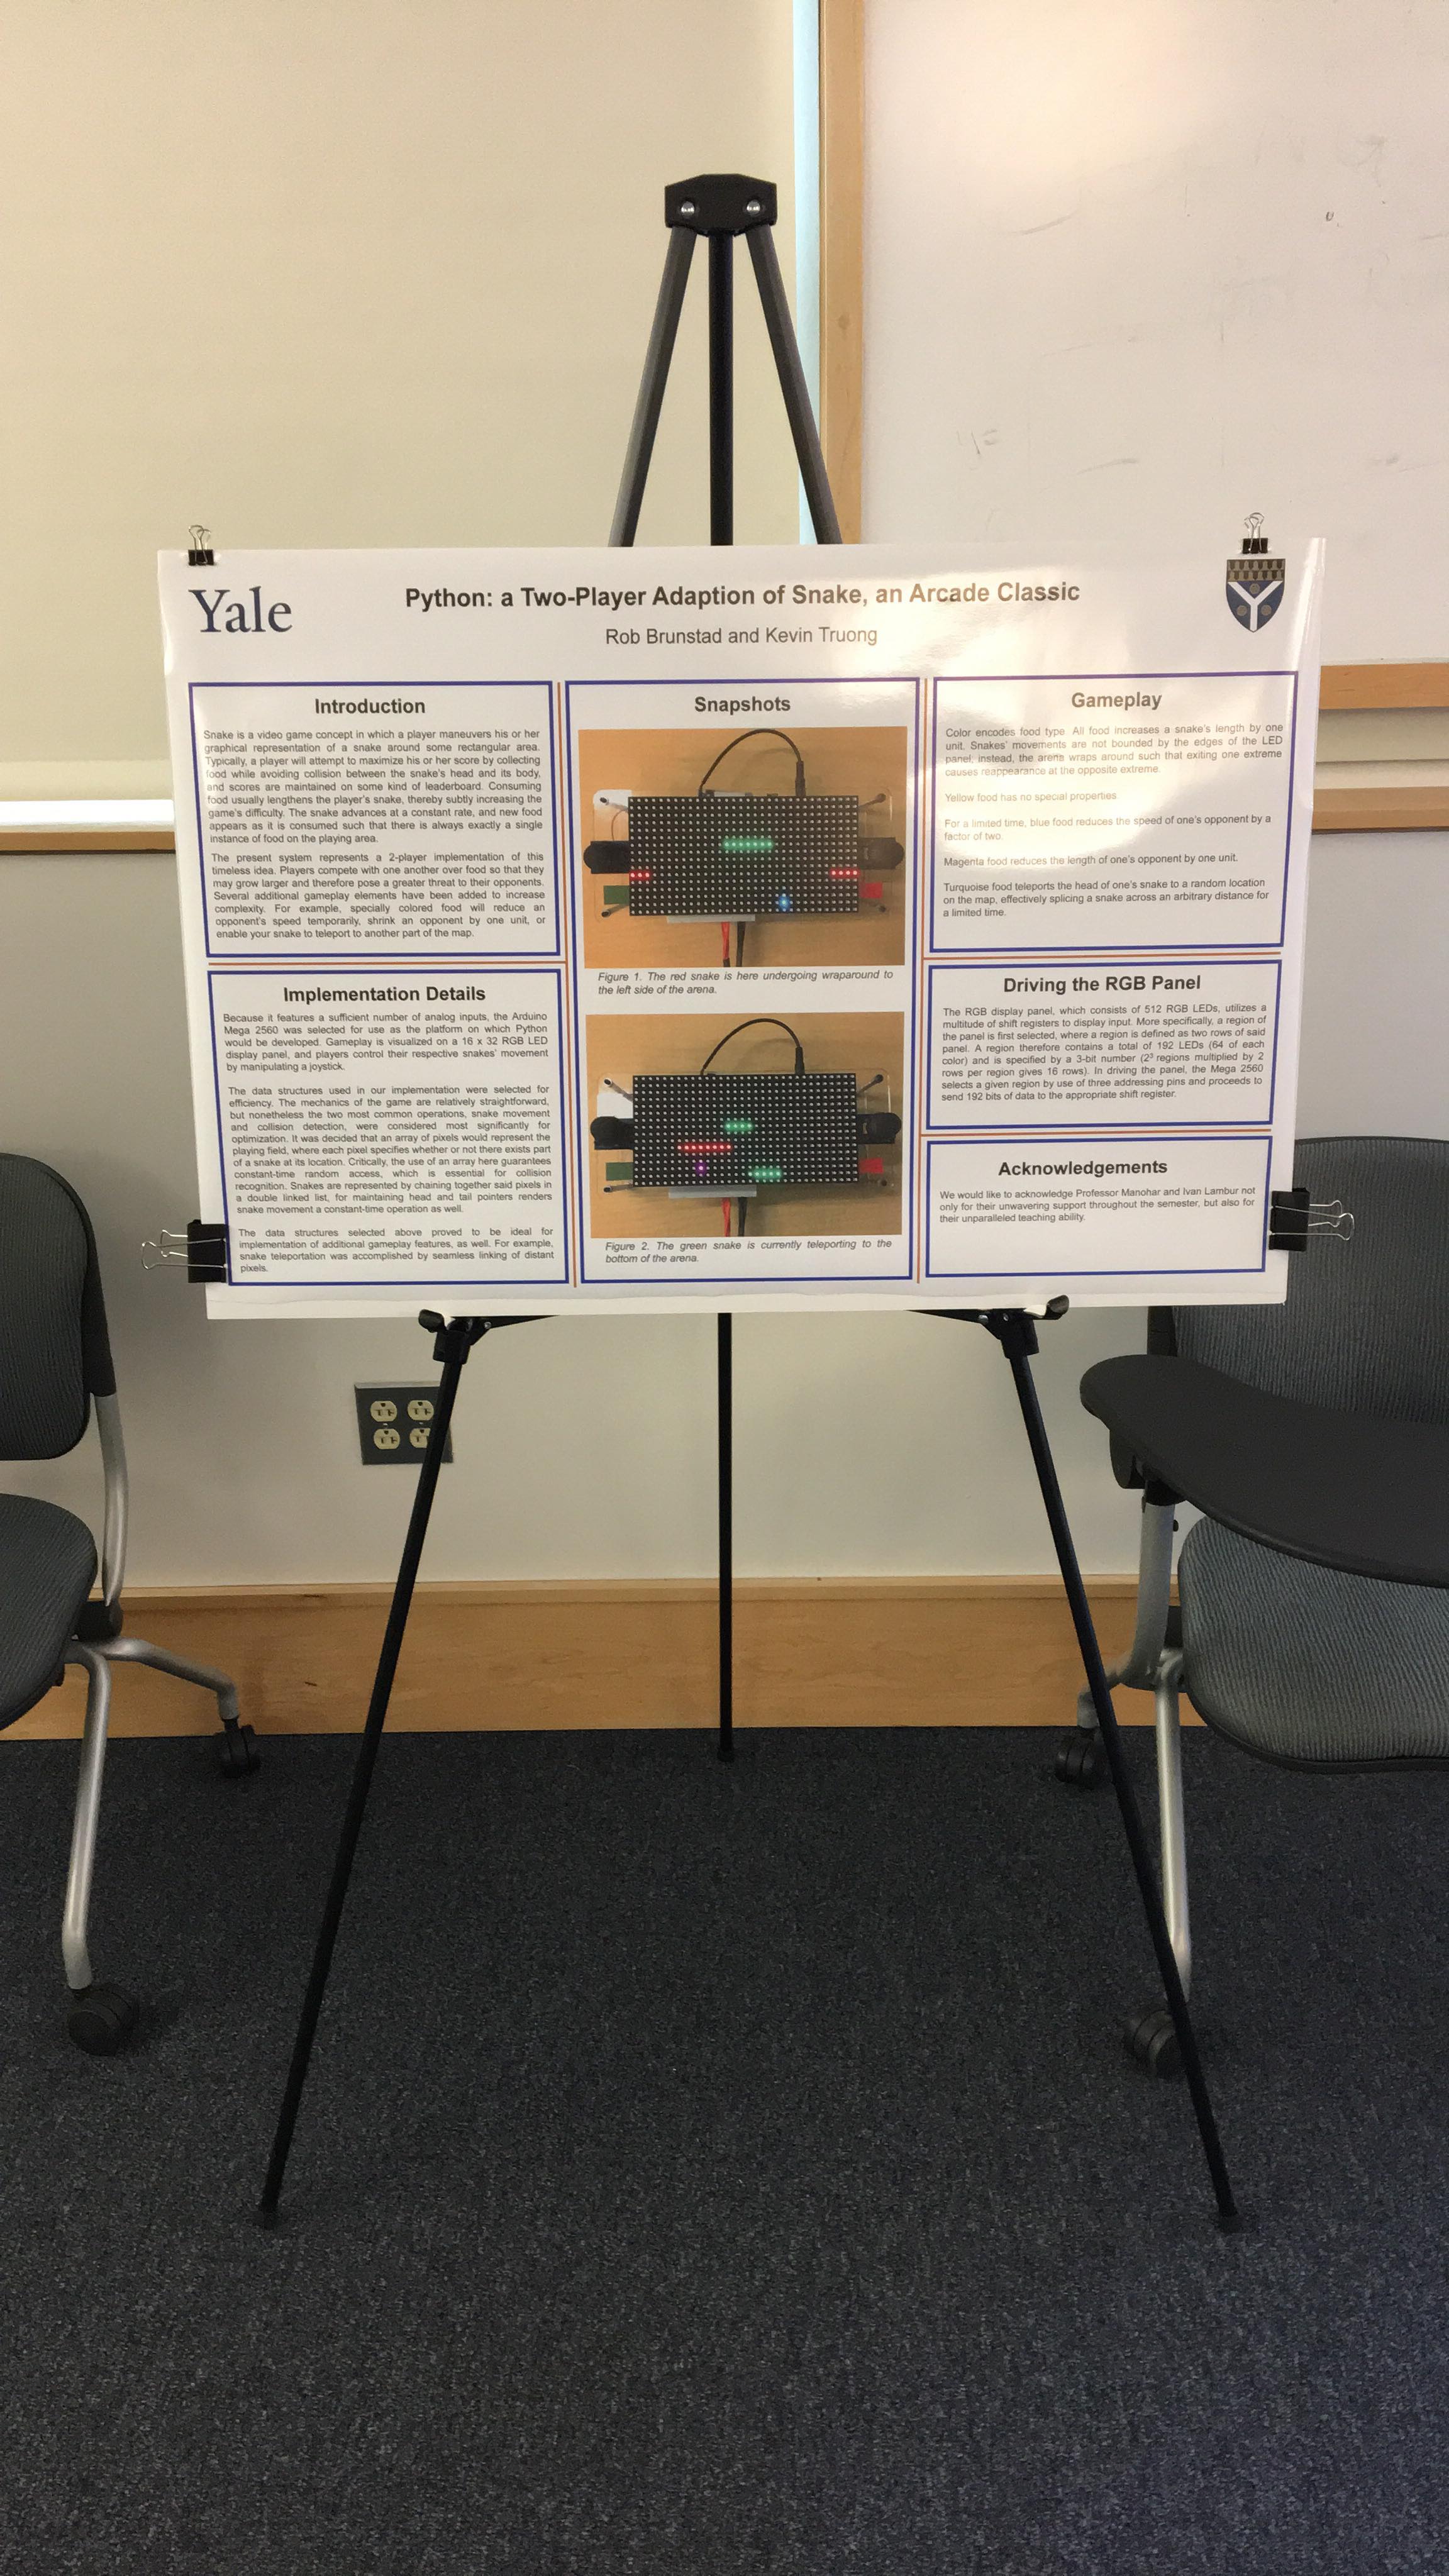 Yale
Python: a Two-Player Adaption of Snake, an Arcade Classic
Rob Brunstad and Kevin Truong
Introduction
Snake is a video game concept in which a player maneuvers his or her
graphical representation of a snake around some rectangular area.
Typically, a player will attempt to maximize his or her score by collecting
food while avoiding collision between the snake's head and its body,
and scores are maintained on some kind of leaderboard. Consuming
food usually lengthens the player's snake, thereby subtly increasing the
game's difficulty. The snake advances at a constant rate, and new food
appears as it is consumed such that there is always exactly a single
instance of food on the playing area.
The present system represents a 2-player implementation of this
timeless idea. Players compete with one another over food so that they
may grow larger and therefore pose a greater threat to their opponents.
Several additional gameplay elements have been added to increase
complexity. For example, specially colored food will reduce an
opponent's speed temporarily, shrink an opponent by one unit, or
enable your snake to teleport to another part of the map.
Implementation Details
Because it features a sufficient number of analog inputs, the Arduino
Mega 2560 was selected for use as the platform on which Python
would be developed. Gameplay is visualized on a 16 x 32 RGB LED
display panel, and players control their respective snakes' movement
by manipulating a joystick.
The data structures used in our implementation were selected for
efficiency. The mechanics of the game are relatively straightforward,
but nonetheless the two most common operations, snake movement
and collision detection, were considered most significantly for
optimization. It was decided that an array of pixels would represent the
playing field, where each pixel specifies whether or not there exists part
of a snake at its location. Critically, the use of an array here guarantees
constant-time random access, which is essential for collision
recognition. Snakes are represented by chaining together said pixels in
a double linked list, for maintaining head and tail pointers renders
snake movement a constant-time operation as well.
The data structures selected above proved to be ideal for
implementation of additional gameplay features, as well. For example,
snake teleportation was accomplished by seamless linking of distant
pixels.
Snapshots
Figure 1. The red snake is here undergoing wraparound to
the left side of the arena.
Figure 2. The green snake is currently teleporting to the
bottom of the arena.
Gameplay
Color encodes food type. All food increases a snake's length by one
unit. Snakes' movements are not bounded by the edges of the LED
panel; instead, the arena wraps around such that exiting one extreme
causes reappearance at the opposite extreme.
Yellow food has no special properties.
For a limited time, blue food reduces the speed of one's opponent by a
factor of two.
Magenta food reduces the length of one's opponent by one unit.
Turquoise food teleports the head of one's snake to a random location
on the map, effectively splicing a snake across an arbitrary distance for
a limited time.
Driving the RGB Panel
The RGB display panel, which consists of 512 RGB LEDs, utilizes a
multitude of shift registers to display input. More specifically, a region of
the panel is first selected, where a region is defined as two rows of said
panel. A region therefore contains a total of 192 LEDs (64 of each
color) and is specified by a 3-bit number (2³ regions multiplied by 2
rows per region gives 16 rows). In driving the panel, the Mega 2560
selects a given region by use of three addressing pins and proceeds to
send 192 bits of data to the appropriate shift register.
Acknowledgements
We would like to acknowledge Professor Manohar and Ivan Lambur not
only for their unwavering support throughout the semester, but also for
their unparalleled teaching ability.
y=